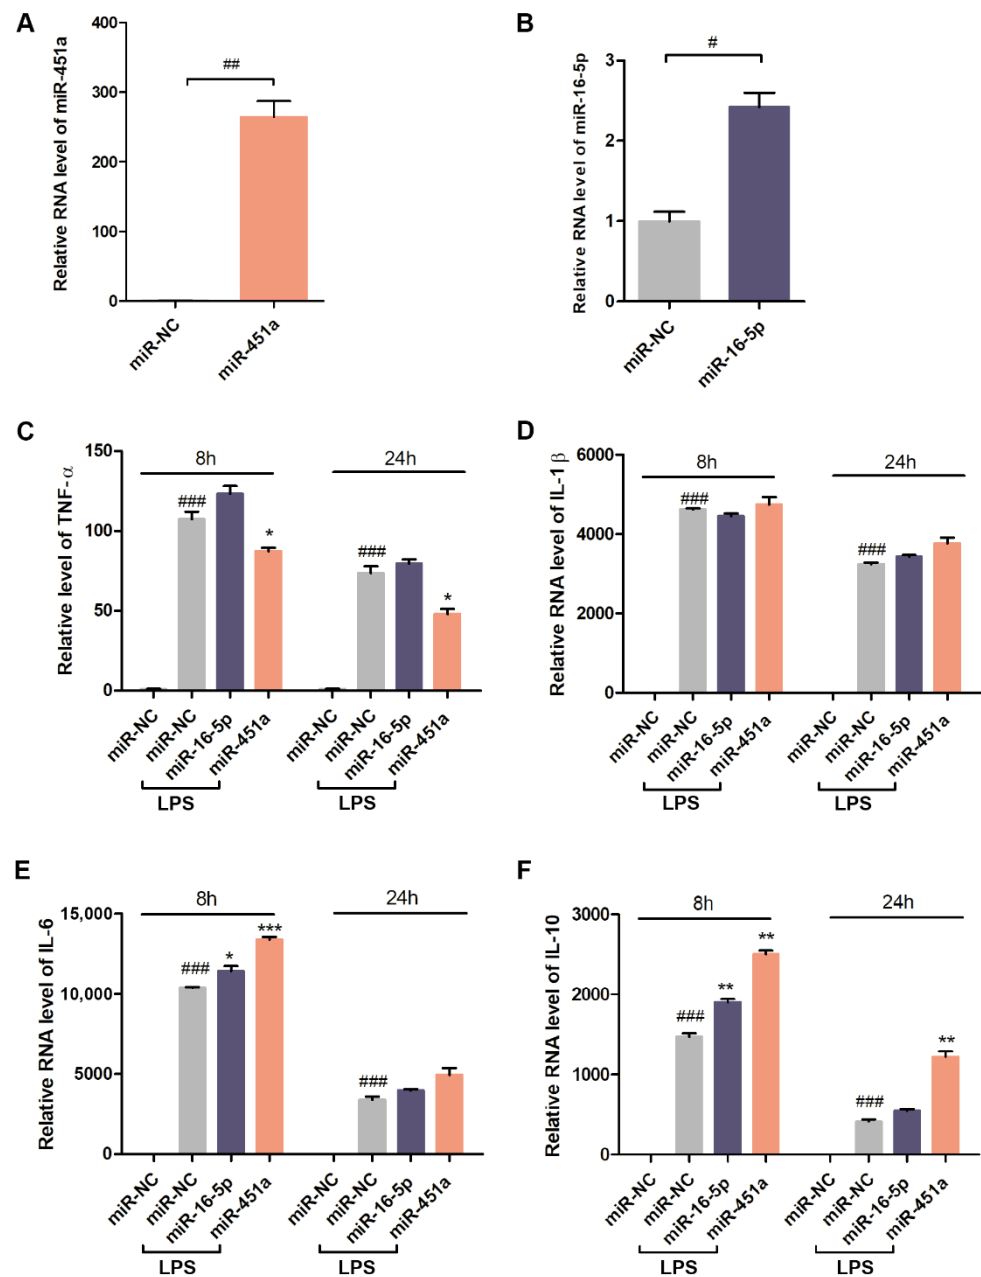 A
Relative RNA level of miR-451a
400
300
200
100
0
##
miR-NC
miR-451a
B
Relative RNA level of miR-16-5p
3
2
1
0
#
miR-NC
miR-16-5p
C
Relative level of TNF-α
150
100
50
0
8h
24h
###
*
###
*
miR-NC
miR-NC
miR-16-5p
miR-451a
miR-NC
miR-NC
miR-16-5p
miR-451a
LPS
LPS
D
Relative RNA level of IL-1β
6000
4000
2000
0
8h
24h
###
###
miR-NC
miR-NC
miR-16-5p
miR-451a
miR-NC
miR-NC
miR-16-5p
miR-451a
LPS
LPS
E
Relative RNA level of IL-6
15,000
10,000
5000
0
8h
24h
###
*
***
###
miR-NC
miR-NC
miR-16-5p
miR-451a
miR-NC
miR-NC
miR-16-5p
miR-451a
LPS
LPS
F
Relative RNA level of IL-10
3000
2000
1000
0
8h
24h
###
**
**
###
**
miR-NC
miR-NC
miR-16-5p
miR-451a
miR-NC
miR-NC
miR-16-5p
miR-451a
LPS
LPS